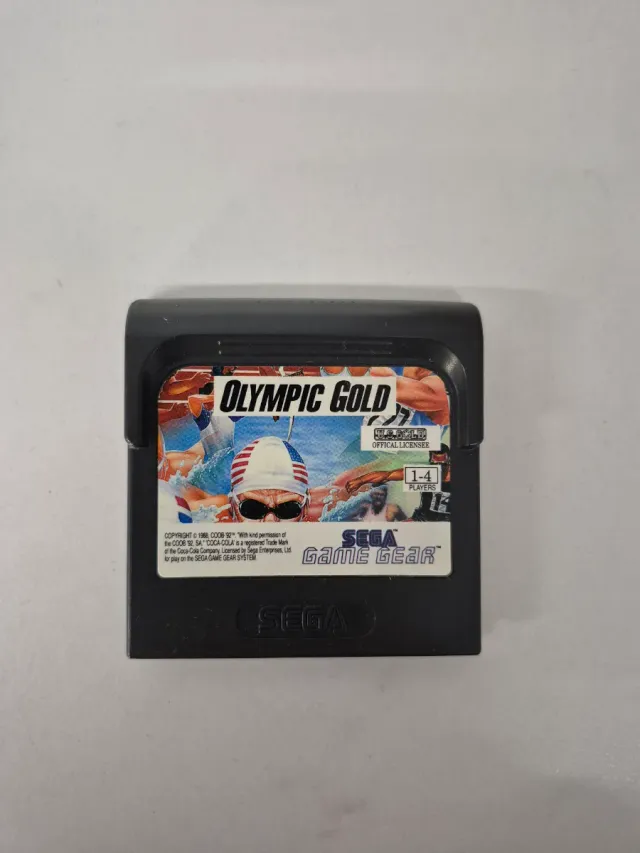 OLYMPIC GOLD
OFFICAL LICENSEE
1-4
PLAYERS
COPYRIGHT © 1988, COOB '92™. "With kind permission of
the COOB '92, SA." "COCA-COLA" is a registered Trade Mark
of the Coca-Cola Company. Licensed by Sega Enterprises, Ltd.
for play on the SEGA GAME GEAR SYSTEM.
SEGA
GAME GEAR™
SEGA